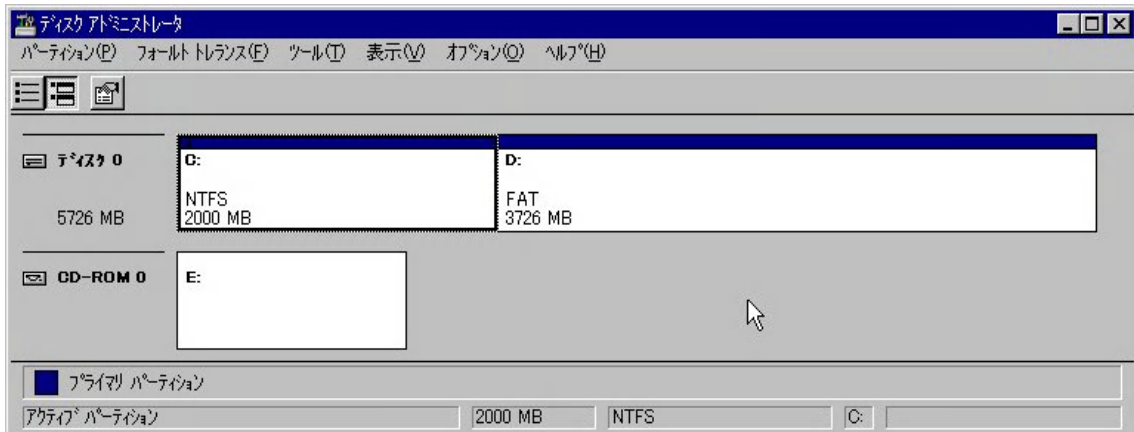 ディスク アドミニストレータ
パーティション(P) フォールト トレランス(F) ツール(T) 表示(V) オプション(O) ヘルプ(H)
ディスク 0
5726 MB
C:
NTFS
2000 MB
D:
FAT
3726 MB
CD-ROM 0
E:
プライマリ パーティション
アクティブ パーティション 2000 MB NTFS C: